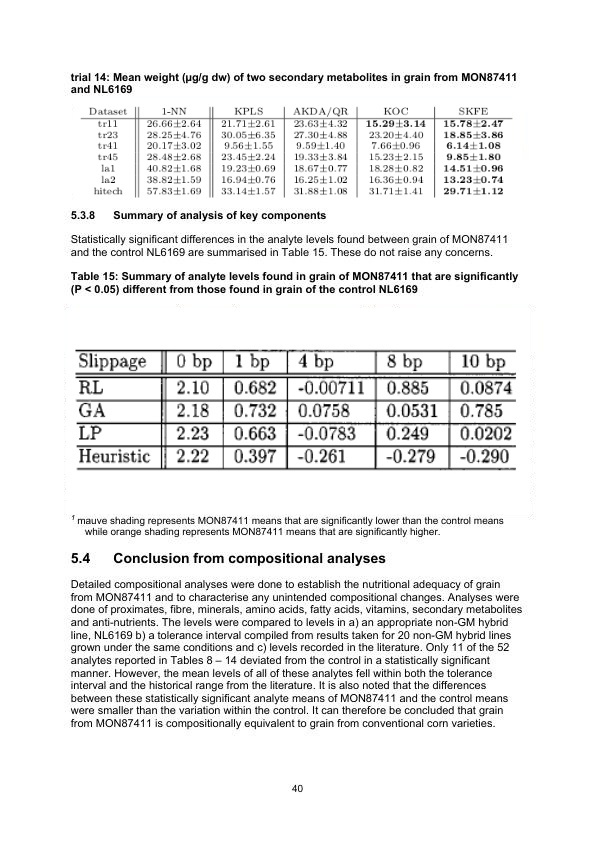 trial 14: Mean weight (µg/g dw) of two secondary metabolites in grain from MON87411
and NL6169
Dataset 1-NN KPLS AKDA/QR KOC SKFE
tr11 26.66±2.64 21.71±2.61 23.63±4.32 15.29±3.14 15.78±2.47
tr23 28.25±4.76 30.05±6.35 27.30±4.88 23.20±4.40 18.85±3.86
tr41 20.17±3.02 9.56±1.55 9.59±1.40 7.66±0.96 6.14±1.08
tr45 28.48±2.68 23.45±2.24 19.33±3.84 15.23±2.15 9.85±1.80
la1 40.82±1.68 19.23±0.69 18.67±0.77 18.28±0.82 14.51±0.96
la2 38.82±1.59 16.94±0.76 16.25±1.02 16.36±0.94 13.23±0.74
hitech 57.83±1.69 33.14±1.57 31.88±1.08 31.71±1.41 29.71±1.12
5.3.8 Summary of analysis of key components
Statistically significant differences in the analyte levels found between grain of MON87411
and the control NL6169 are summarised in Table 15. These do not raise any concerns.
Table 15: Summary of analyte levels found in grain of MON87411 that are significantly
(P < 0.05) different from those found in grain of the control NL6169
Slippage 0 bp 1 bp 4 bp 8 bp 10 bp
RL 2.10 0.682 -0.00711 0.885 0.0874
GA 2.18 0.732 0.0758 0.0531 0.785
LP 2.23 0.663 -0.0783 0.249 0.0202
Heuristic 2.22 0.397 -0.261 -0.279 -0.290
1 mauve shading represents MON87411 means that are significantly lower than the control means
while orange shading represents MON87411 means that are significantly higher.
5.4 Conclusion from compositional analyses
Detailed compositional analyses were done to establish the nutritional adequacy of grain
from MON87411 and to characterise any unintended compositional changes. Analyses were
done of proximates, fibre, minerals, amino acids, fatty acids, vitamins, secondary metabolites
and anti-nutrients. The levels were compared to levels in a) an appropriate non-GM hybrid
line, NL6169 b) a tolerance interval compiled from results taken for 20 non-GM hybrid lines
grown under the same conditions and c) levels recorded in the literature. Only 11 of the 52
analytes reported in Tables 8 – 14 deviated from the control in a statistically significant
manner. However, the mean levels of all of these analytes fell within both the tolerance
interval and the historical range from the literature. It is also noted that the differences
between these statistically significant analyte means of MON87411 and the control means
were smaller than the variation within the control. It can therefore be concluded that grain
from MON87411 is compositionally equivalent to grain from conventional corn varieties.
40